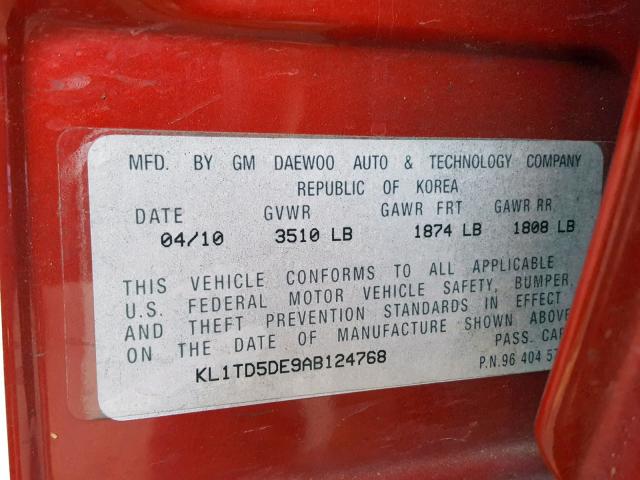 MFD. BY GM DAEWOO AUTO & TECHNOLOGY COMPANY
REPUBLIC OF KOREA
DATE GVWR GAWR FRT GAWR RR
04/10 3510 LB 1874 LB 1808 LB
THIS VEHICLE CONFORMS TO ALL APPLICABLE
U.S. FEDERAL MOTOR VEHICLE SAFETY, BUMPER,
AND THEFT PREVENTION STANDARDS IN EFFECT
ON THE DATE OF MANUFACTURE SHOWN ABOVE
PASS. CAR
KL1TD5DE9AB124768 P.N.96 404